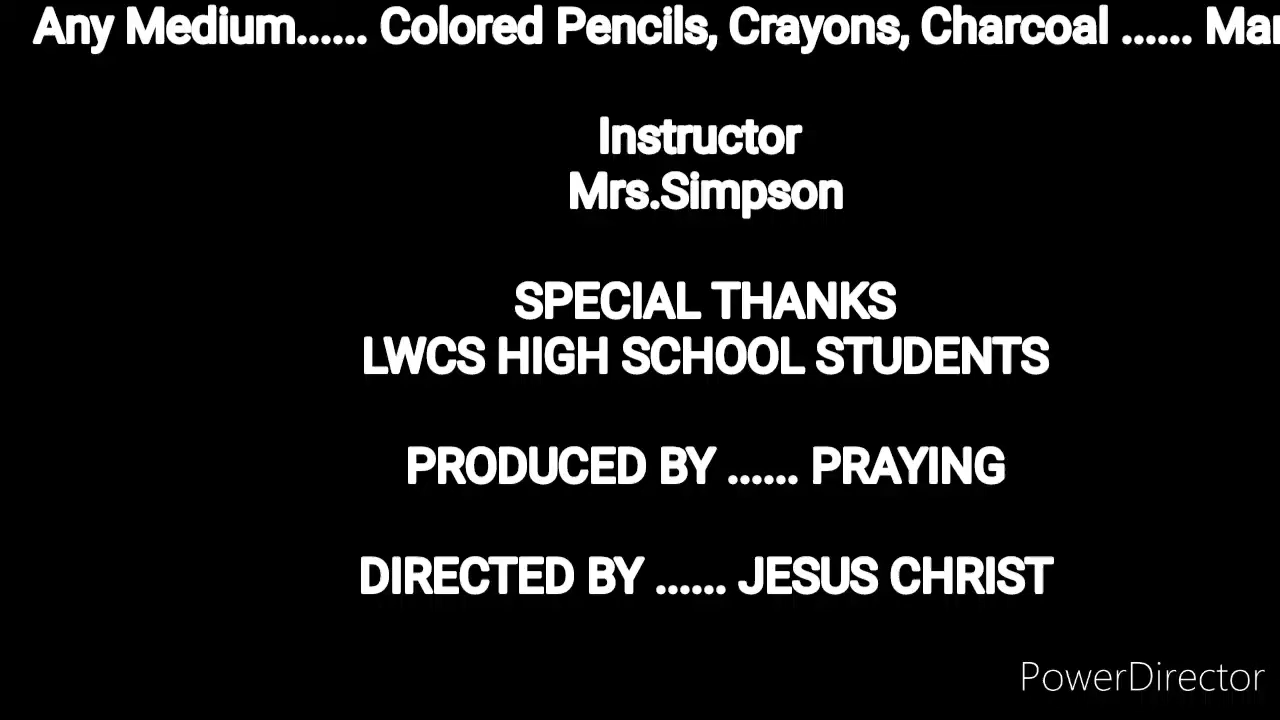 Any Medium...... Colored Pencils, Crayons, Charcoal ......
Instructor
Mrs.Simpson
SPECIAL THANKS
LWCS HIGH SCHOOL STUDENTS
PRODUCED BY ...... PRAYING
DIRECTED BY ...... JESUS CHRIST
PowerDirector